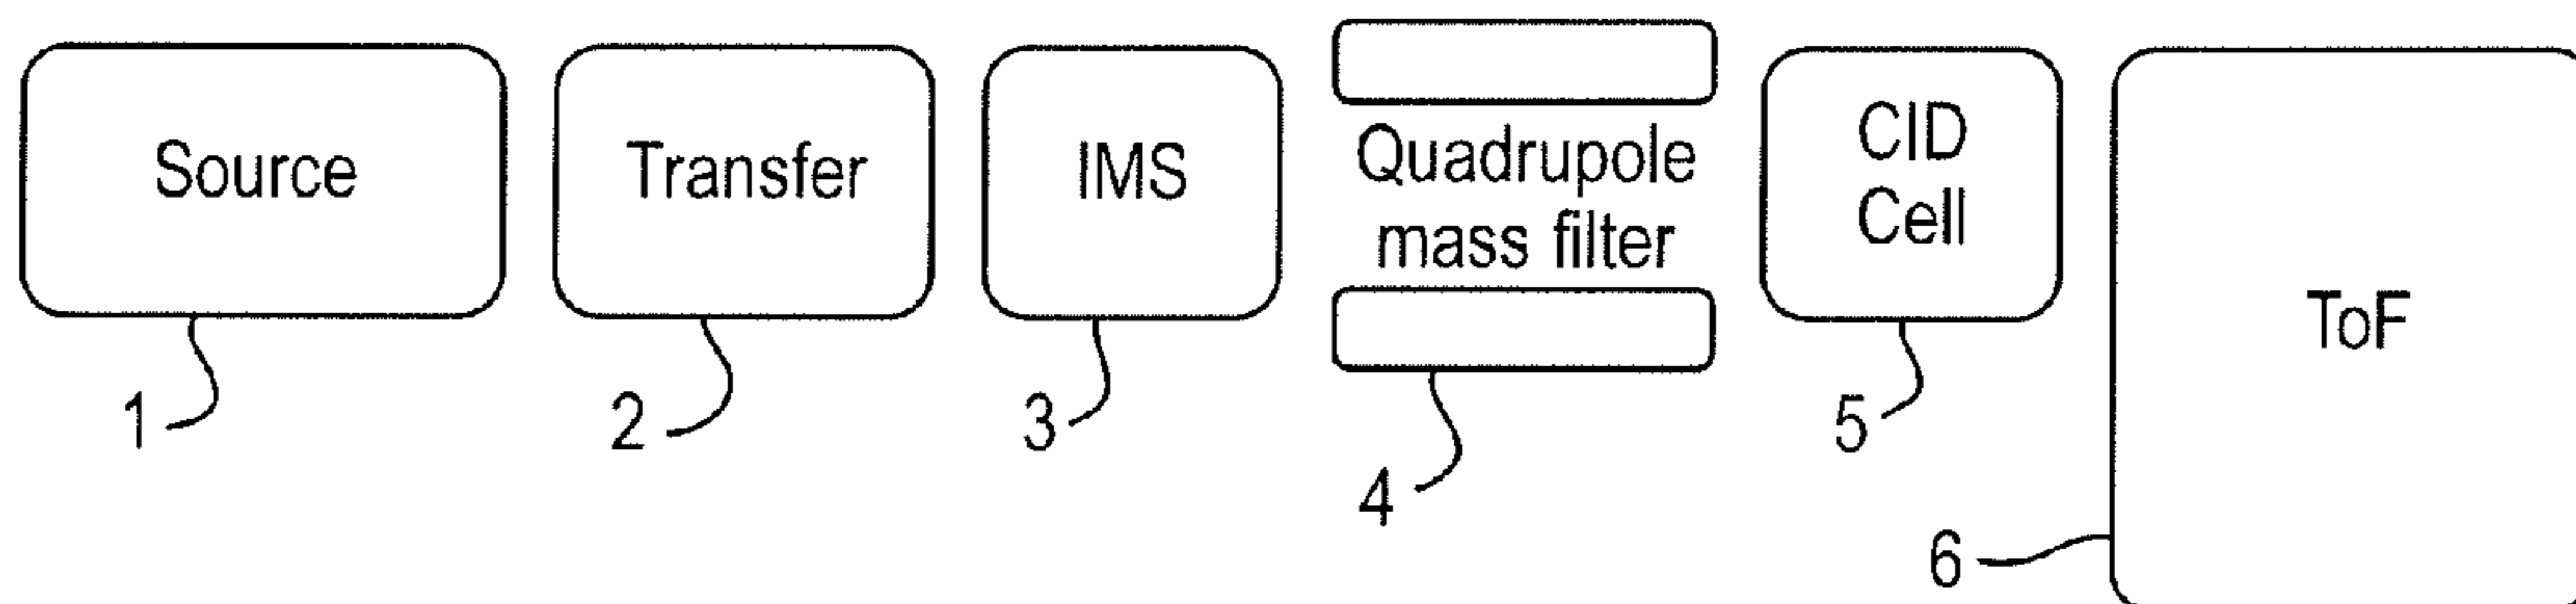 Source
Transfer
IMS
Quadrupole
mass filter
CID
Cell
ToF
1
2
3
4
5
6